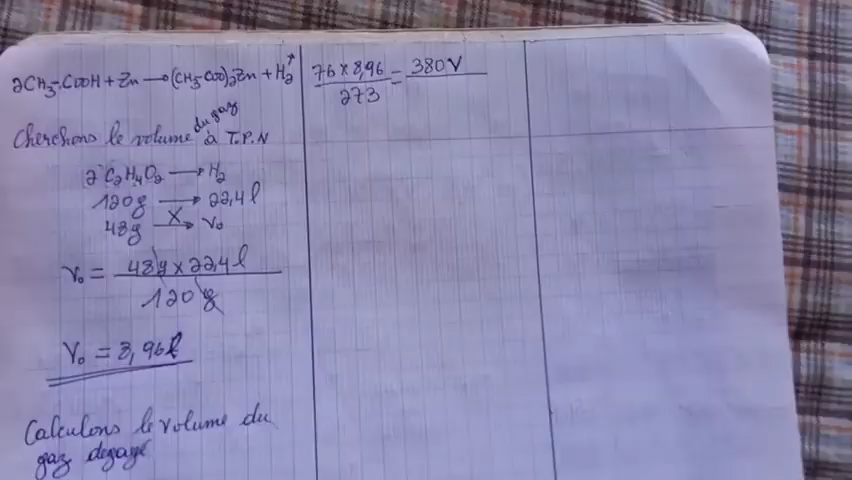 2CH3-COOH + Zn → (CH3-COO)2Zn + H2↑
Cherchons le volume du gaz
à T.P.N
2 C2H4O2 → H2
120g → 22,4 l
48g X→ V0
V0 = 48g x 22,4 l / 120 g
V0 = 8,96 l
Calculons le volume du
gaz dégagé
76 x 8,96 / 273 = 380 V